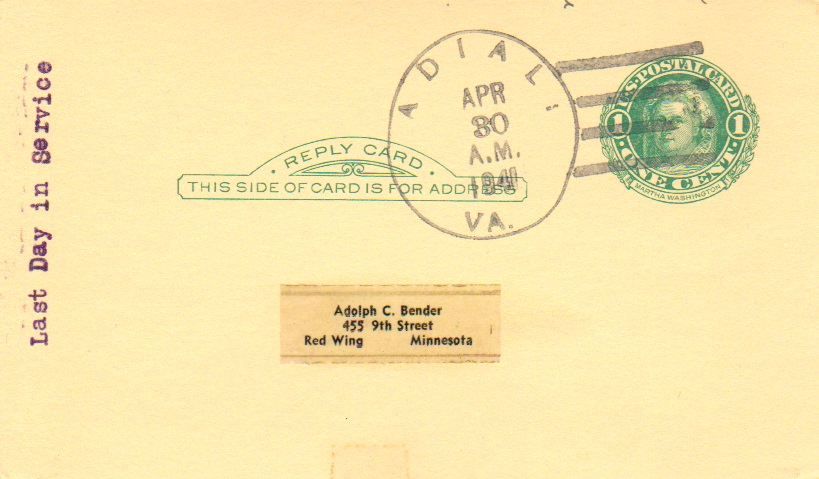 Last Day in Service
ADIAL,
APR
30
A.M.
1941
VA.
U.S. POSTAL CARD
1 1
ONE CENT
MARTHA WASHINGTON
REPLY CARD
THIS SIDE OF CARD IS FOR ADDRESS
Adolph C. Bender
455 9th Street
Red Wing Minnesota